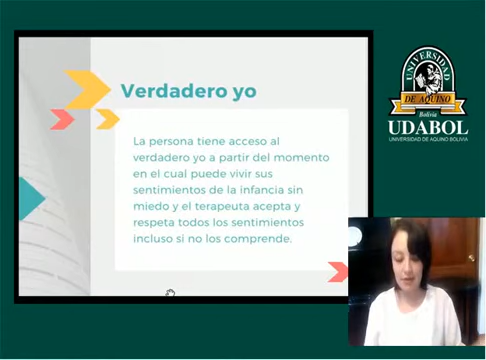 Verdadero yo
La persona tiene acceso al
verdadero yo a partir del momento
en el cual puede vivir sus
sentimientos de la infancia sin
miedo y el terapeuta acepta y
respeta todos los sentimientos
incluso si no los comprende.
UNIVERSIDAD
DE AQUINO
Bolivia
UDABOL
UNIVERSIDAD DE AQUINO BOLIVIA